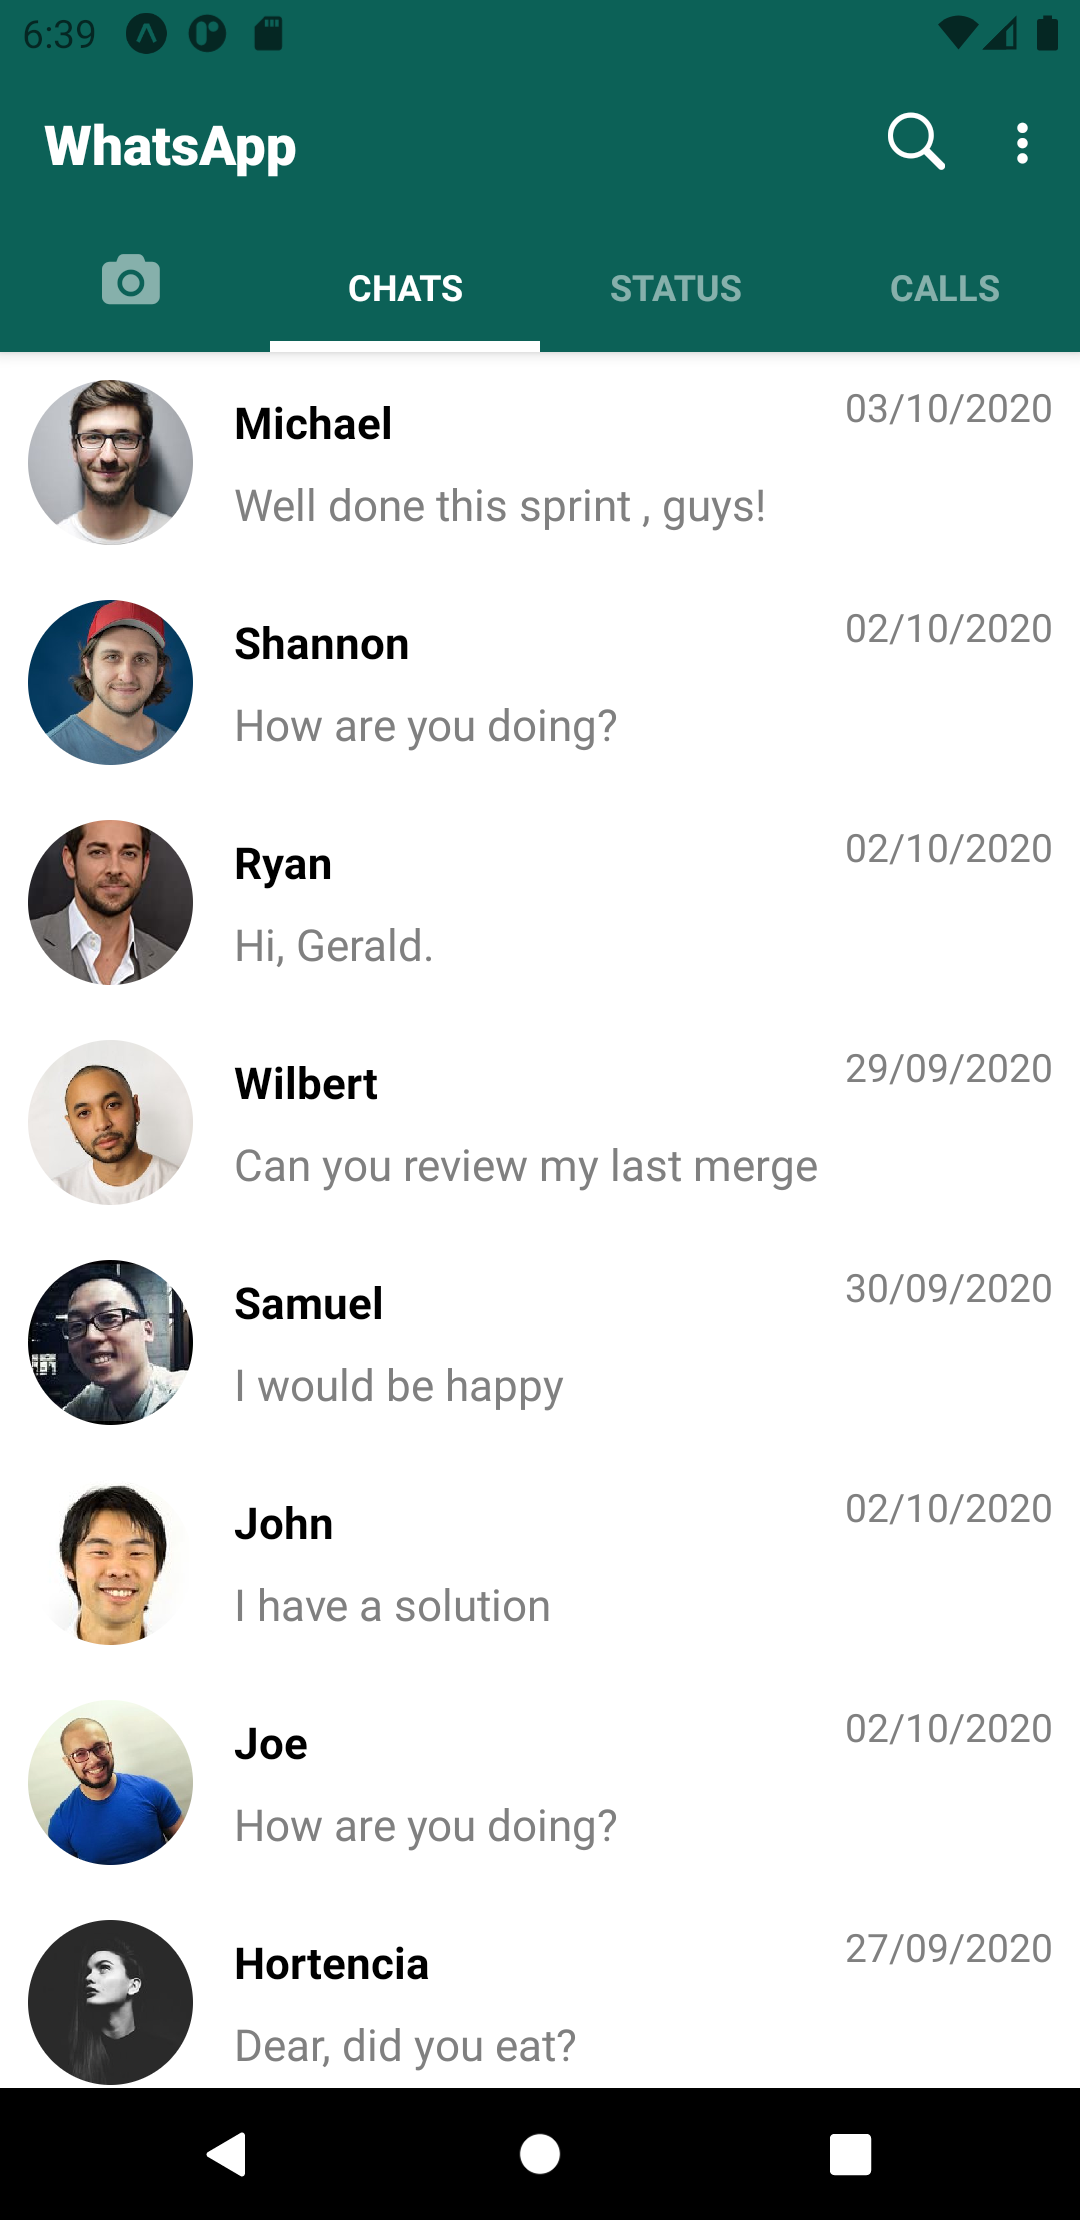 6:39
WhatsApp
CHATS STATUS CALLS
Michael 03/10/2020
Well done this sprint , guys!
Shannon 02/10/2020
How are you doing?
Ryan 02/10/2020
Hi, Gerald.
Wilbert 29/09/2020
Can you review my last merge
Samuel 30/09/2020
I would be happy
John 02/10/2020
I have a solution
Joe 02/10/2020
How are you doing?
Hortencia 27/09/2020
Dear, did you eat?